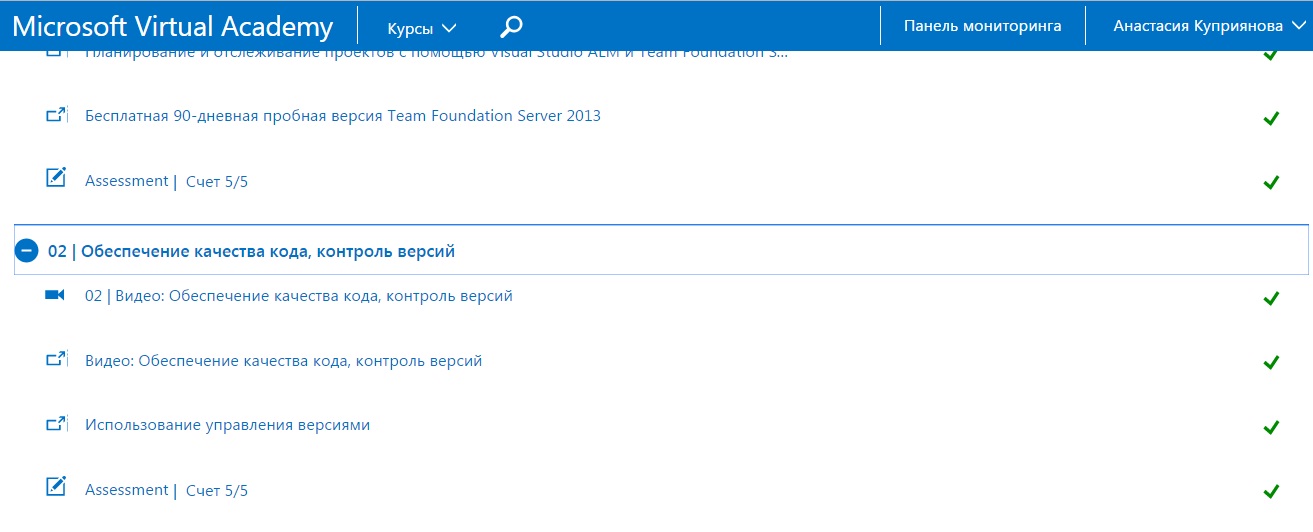 Microsoft Virtual Academy Курсы Панель мониторинга Анастасия Куприянова
Планирование и отслеживание проектов с помощью Visual Studio ALM и Team Foundation S...
Бесплатная 90-дневная пробная версия Team Foundation Server 2013
Assessment | Счет 5/5
02 | Обеспечение качества кода, контроль версий
02 | Видео: Обеспечение качества кода, контроль версий
Видео: Обеспечение качества кода, контроль версий
Использование управления версиями
Assessment | Счет 5/5